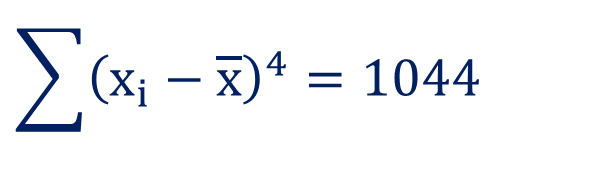 ∑(xᵢ − x̅)⁴ = 1044